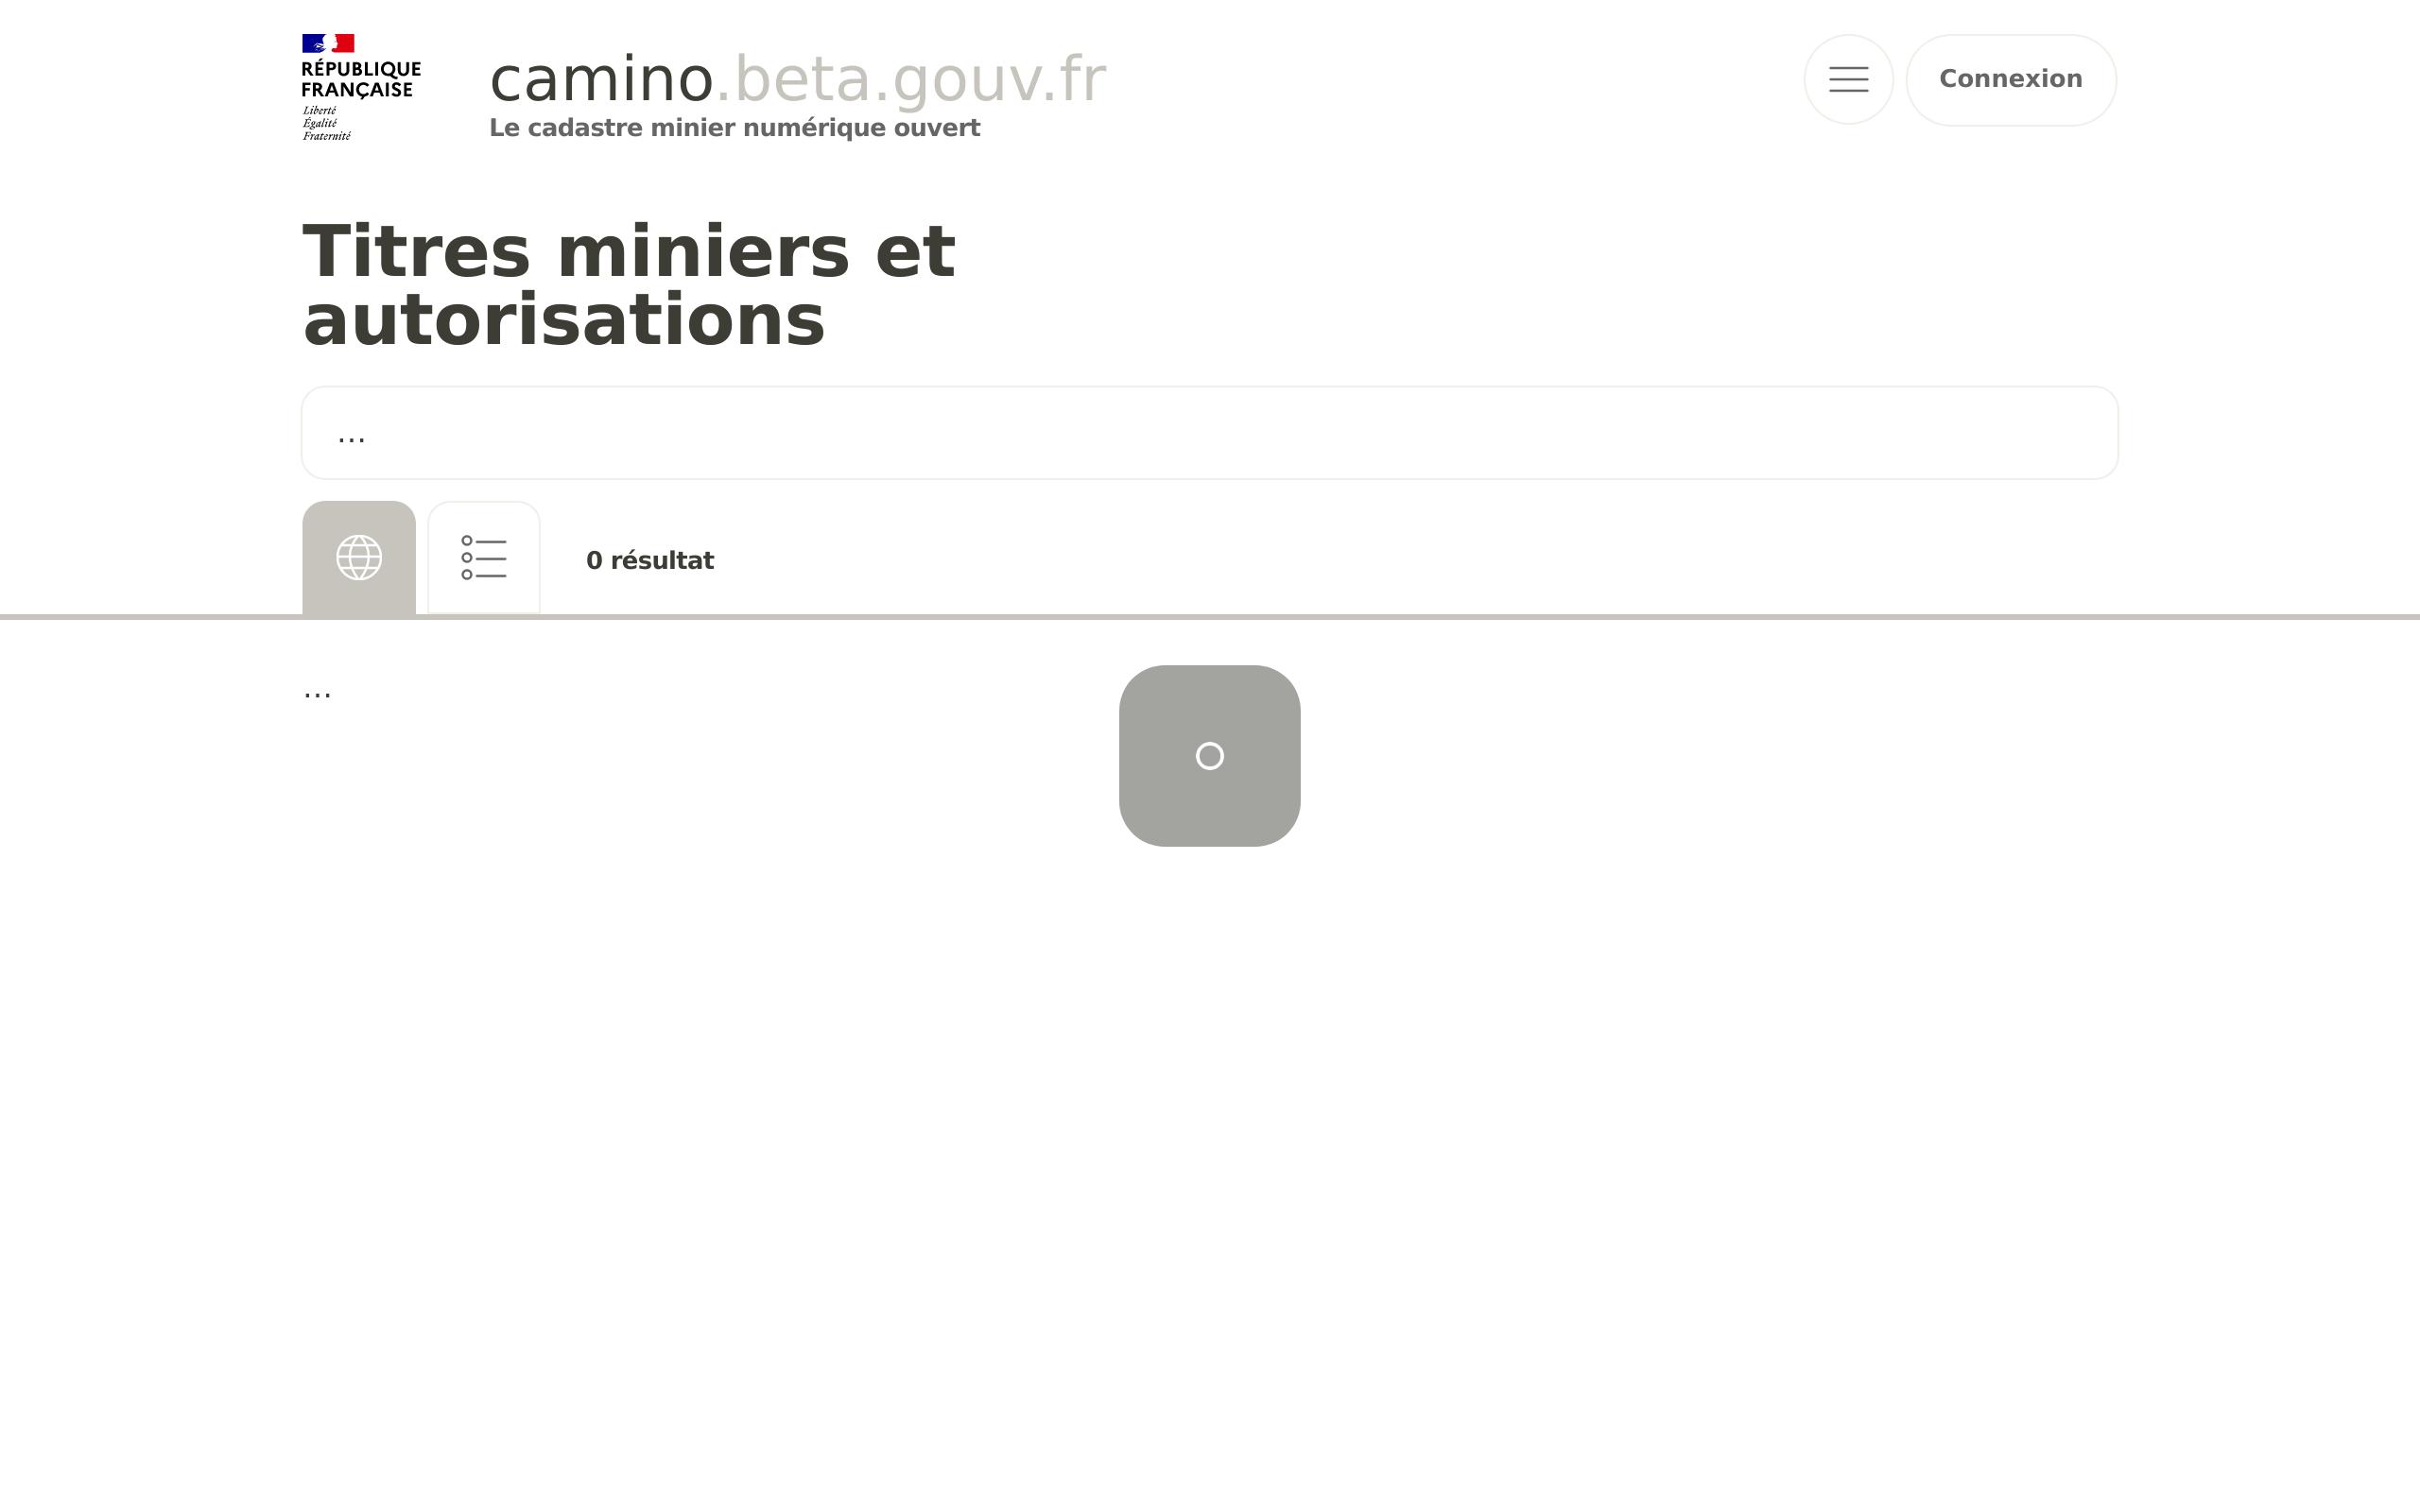 RÉPUBLIQUE
FRANÇAISE
Liberté
Égalité
Fraternité
camino.beta.gouv.fr
Le cadastre minier numérique ouvert
Connexion
Titres miniers et
autorisations
…
0 résultat
…